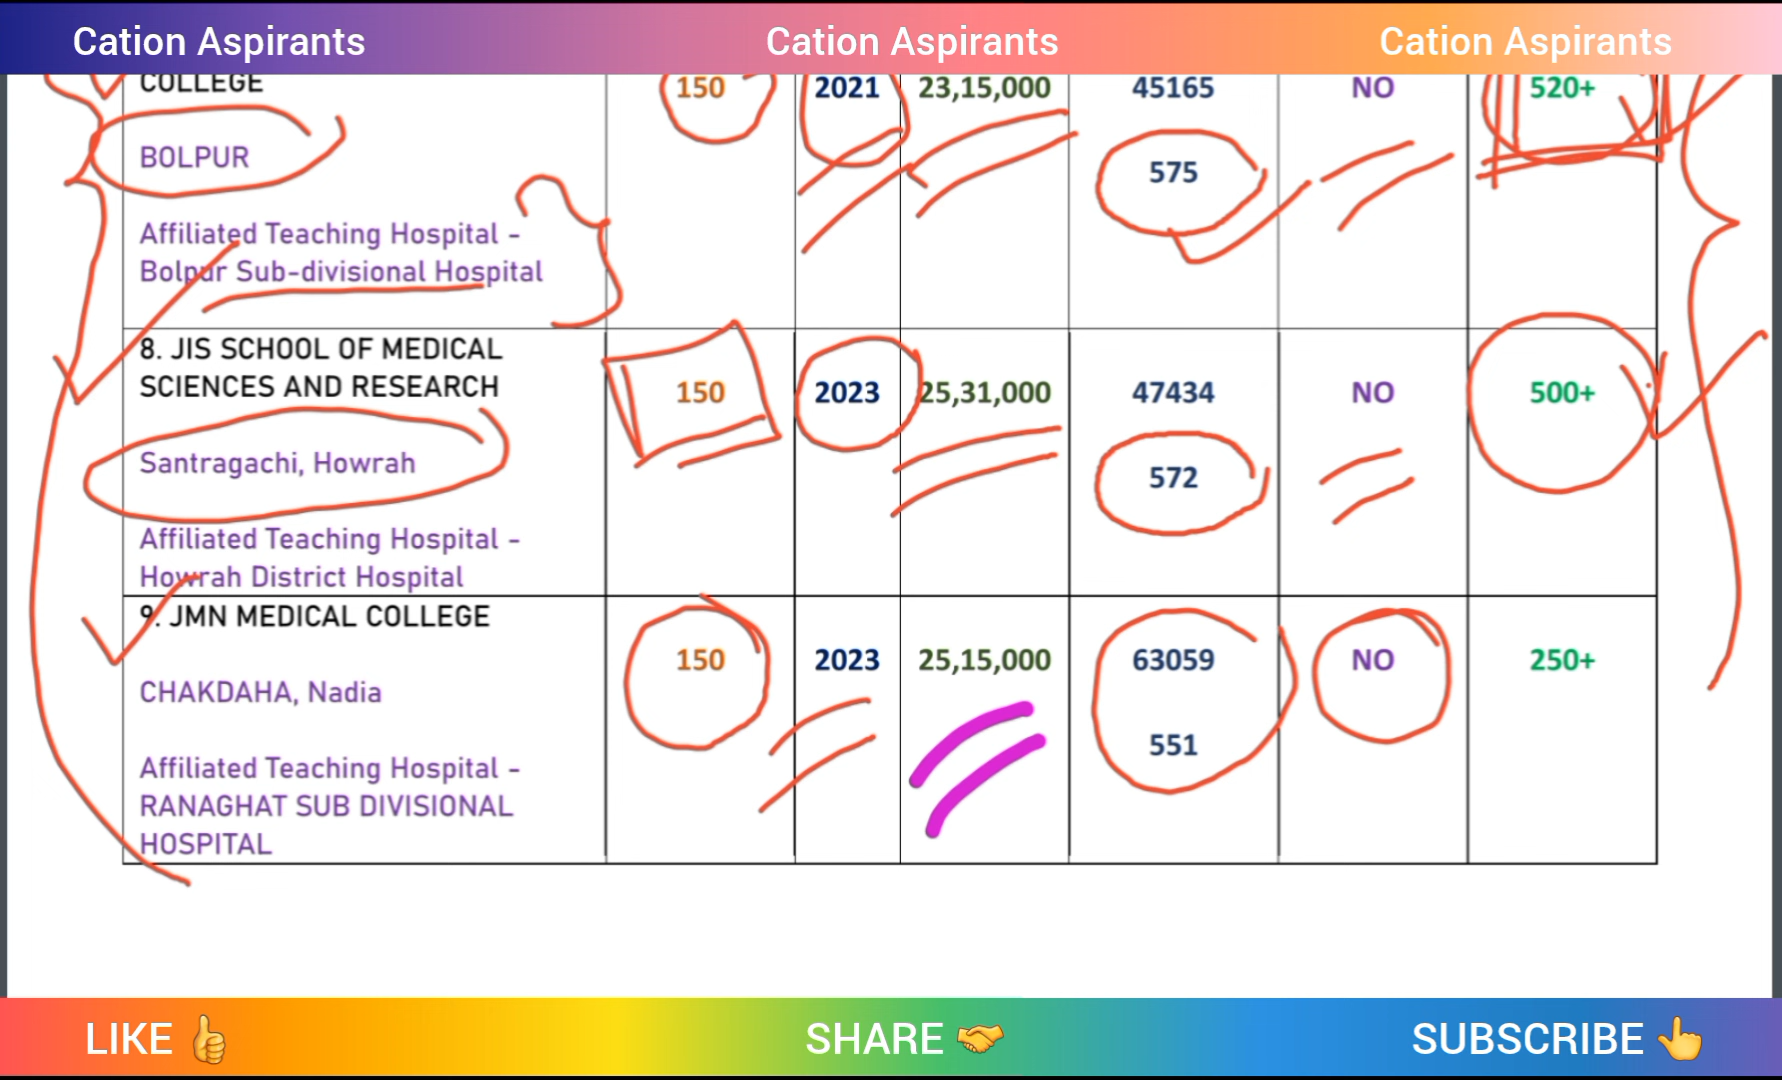 Cation Aspirants Cation Aspirants Cation Aspirants
COLLEGE 150 2021 23,15,000 45165 NO 520+
BOLPUR 575
Affiliated Teaching Hospital -
Bolpur Sub-divisional Hospital
8. JIS SCHOOL OF MEDICAL
SCIENCES AND RESEARCH 150 2023 25,31,000 47434 NO 500+
Santragachi, Howrah 572
Affiliated Teaching Hospital -
Howrah District Hospital
9. JMN MEDICAL COLLEGE
150 2023 25,15,000 63059 NO 250+
CHAKDAHA, Nadia
551
Affiliated Teaching Hospital -
RANAGHAT SUB DIVISIONAL
HOSPITAL
LIKE 👍 SHARE 🤝 SUBSCRIBE 👆